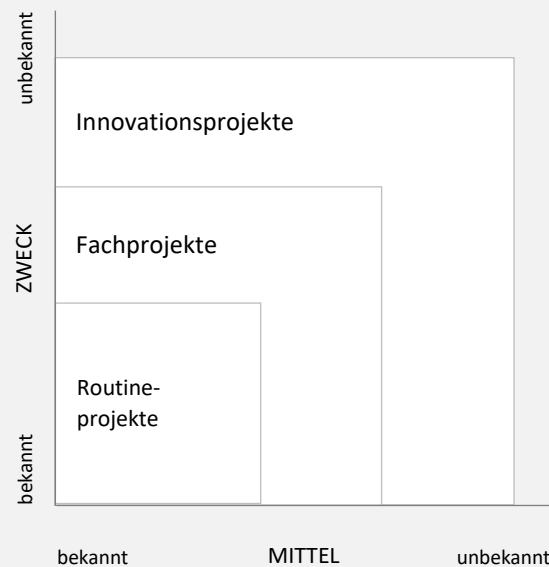 unbekannt
Innovationsprojekte
ZWECK
Fachprojekte
Routine-
projekte
bekannt
bekannt
MITTEL
unbekannt